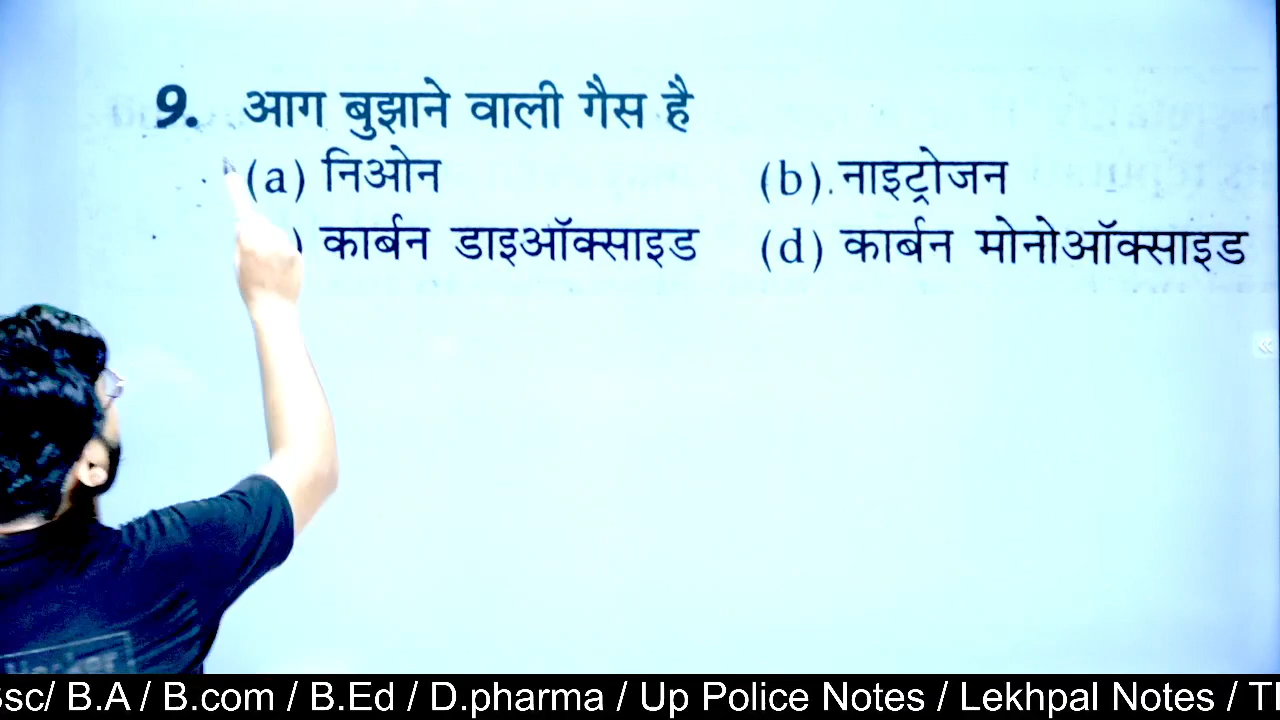 9. आग बुझाने वाली गैस है
(a) निओन (b). नाइट्रोजन
) कार्बन डाइऑक्साइड (d) कार्बन मोनोऑक्साइड
«
sc/ B.A / B.com / B.Ed / D.pharma / Up Police Notes / Lekhpal Notes /